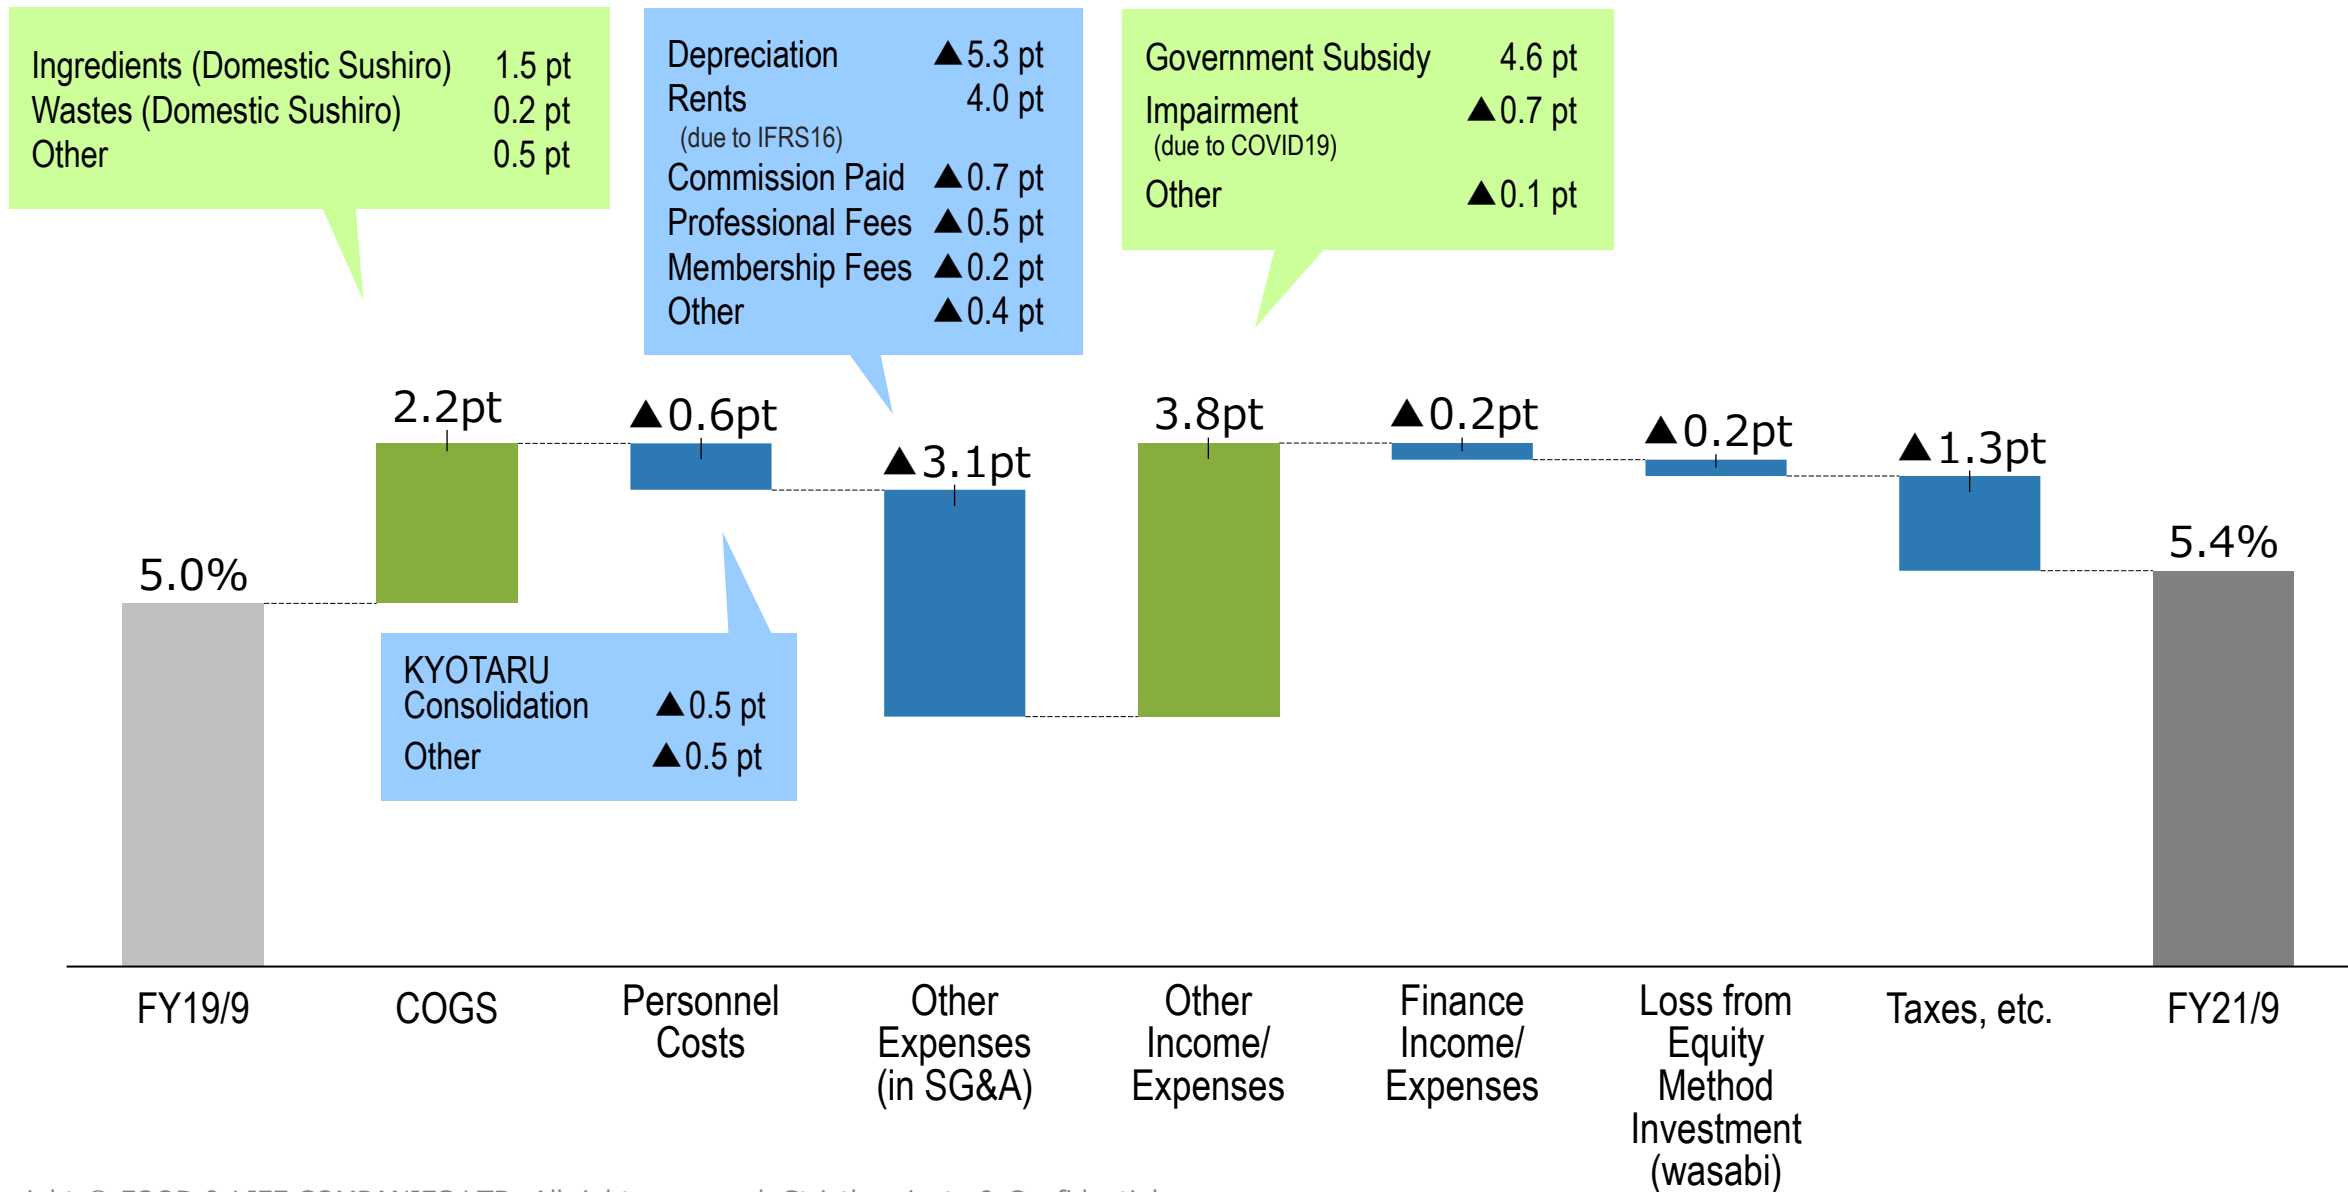 Ingredients (Domestic Sushiro) 1.5 pt
Wastes (Domestic Sushiro) 0.2 pt
Other 0.5 pt
Depreciation ▲5.3 pt
Rents 4.0 pt
(due to IFRS16)
Commission Paid ▲0.7 pt
Professional Fees ▲0.5 pt
Membership Fees ▲0.2 pt
Other ▲0.4 pt
Government Subsidy 4.6 pt
Impairment ▲0.7 pt
(due to COVID19)
Other ▲0.1 pt
5.0%
2.2pt
▲0.6pt
▲3.1pt
3.8pt
▲0.2pt
▲0.2pt
▲1.3pt
5.4%
KYOTARU
Consolidation ▲0.5 pt
Other ▲0.5 pt
FY19/9
COGS
Personnel
Costs
Other
Expenses
(in SG&A)
Other
Income/
Expenses
Finance
Income/
Expenses
Loss from
Equity
Method
Investment
(wasabi)
Taxes, etc.
FY21/9